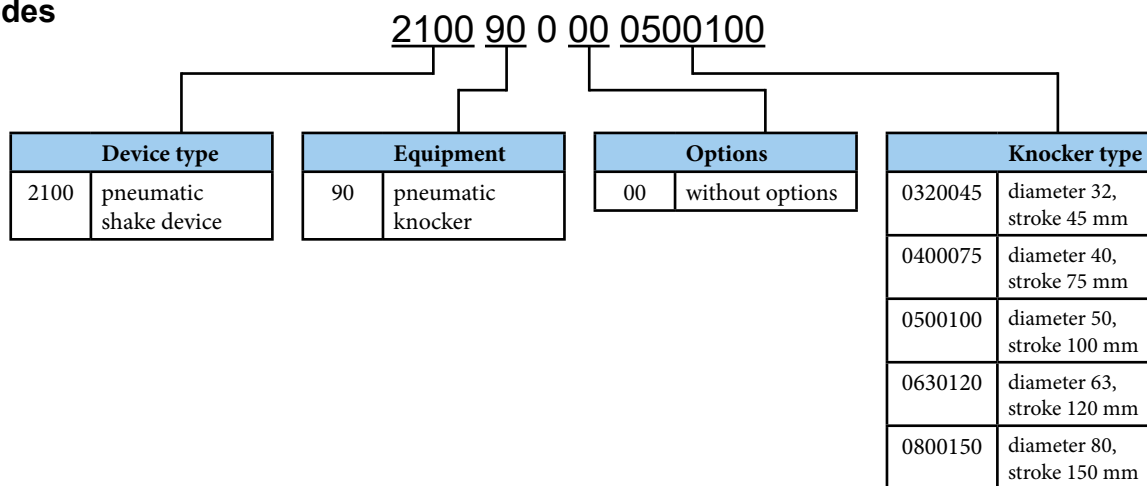 des
2100 90 0 00 0500100
Device type
2100 pneumatic
shake device
Equipment
90 pneumatic
knocker
Options
00 without options
Knocker type
0320045 diameter 32,
stroke 45 mm
0400075 diameter 40,
stroke 75 mm
0500100 diameter 50,
stroke 100 mm
0630120 diameter 63,
stroke 120 mm
0800150 diameter 80,
stroke 150 mm